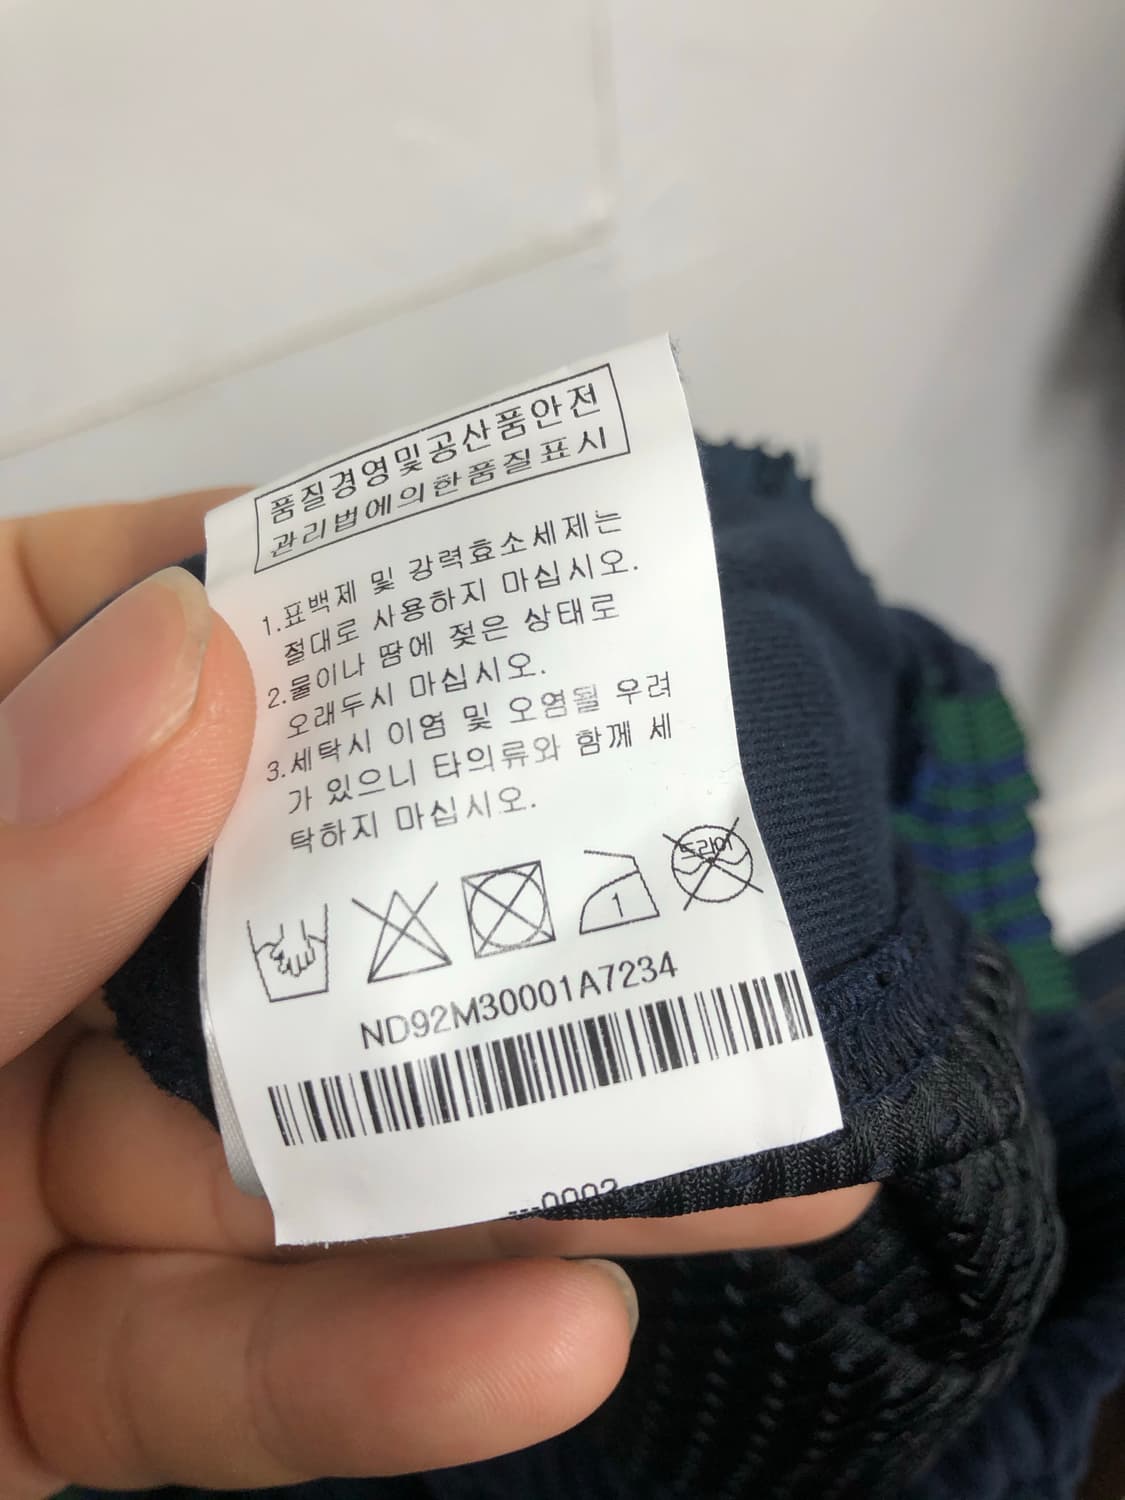 품질경영및공산품안전
관리법에의한품질표시
1.표백제 및 강력효소세제는
절대로 사용하지 마십시오.
2.물이나 땀에 젖은 상태로
오래두시 마십시오.
3.세탁시 이염 및 오염될 우려
가 있으니 타의류와 함께 세
탁하지 마십시오.
드라이
1
ND92M30001A7234